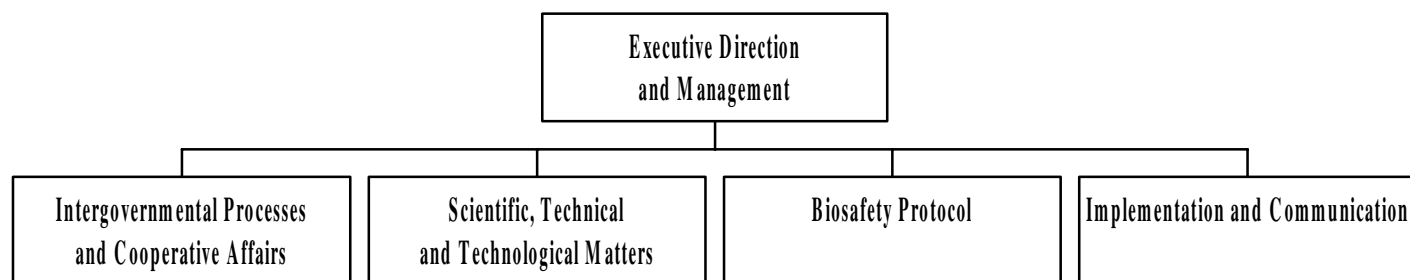 Executive Direction
and Management
Intergovernmental Processes
and Cooperative Affairs
Scientific, Technical
and Technological Matters
Biosafety Protocol
Implementation and Communication